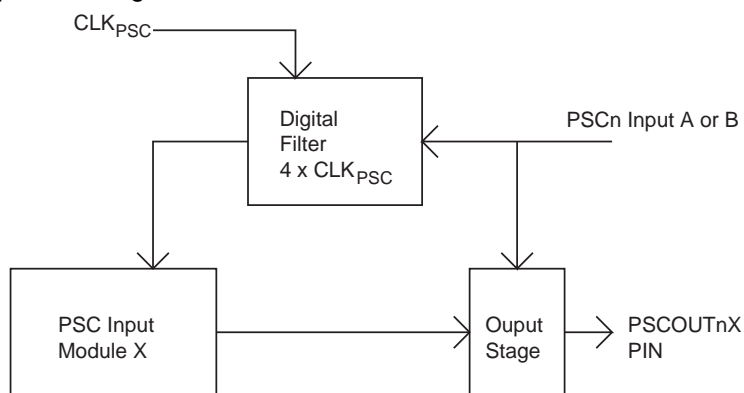 CLKPSC
Digital
Filter
4 x CLKPSC
PSCn Input A or B
PSC Input
Module X
Ouput
Stage
PSCOUTnX
PIN